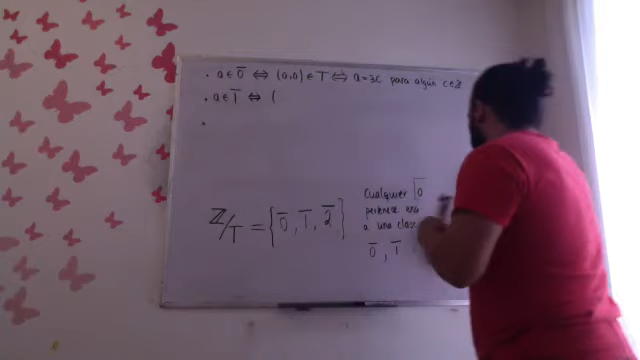 . a ∈ 0̅ ⇔ (a,0) ∈ T ⇔ a = 3c para algún c ∈ ℤ
. a ∈ 1̅ ⇔ (
.
ℤ/T = { 0̅, 1̅, 2̅ }
Cualquier
pertenece
a una clase
0̅, 1̅